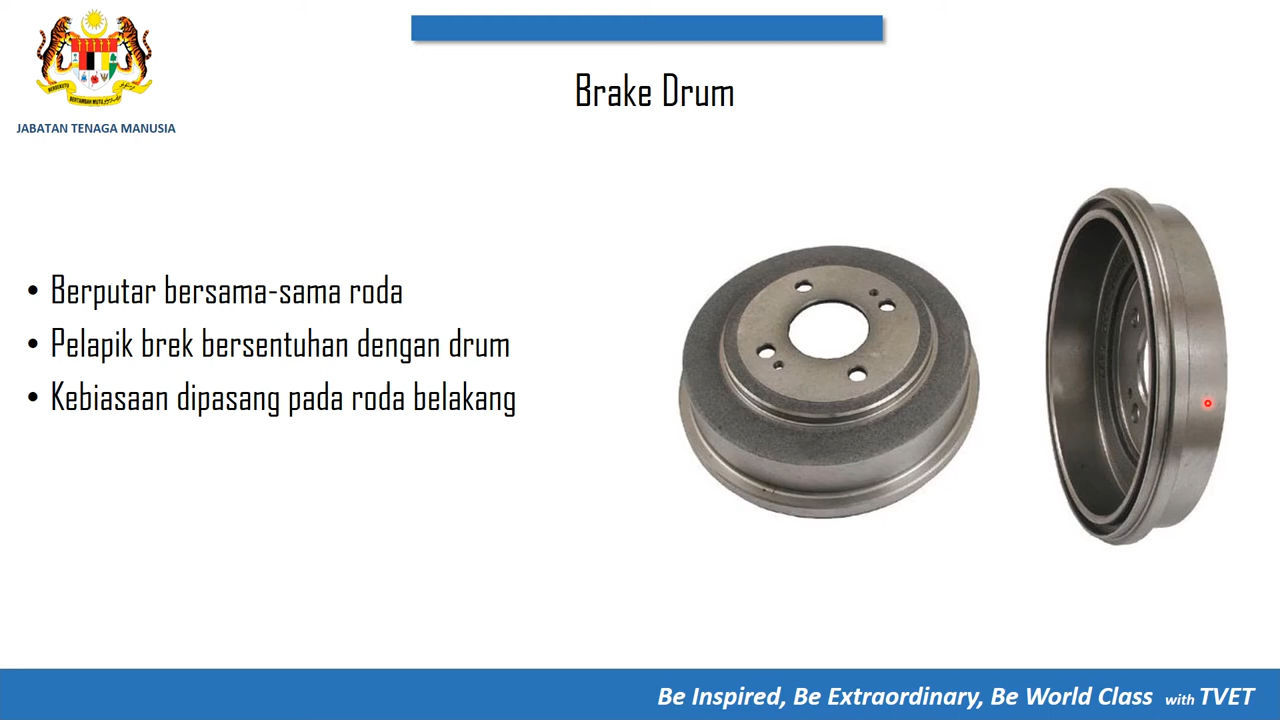 JABATAN TENAGA MANUSIA
Brake Drum
• Berputar bersama-sama roda
• Pelapik brek bersentuhan dengan drum
• Kebiasaan dipasang pada roda belakang
Be Inspired, Be Extraordinary, Be World Class with TVET